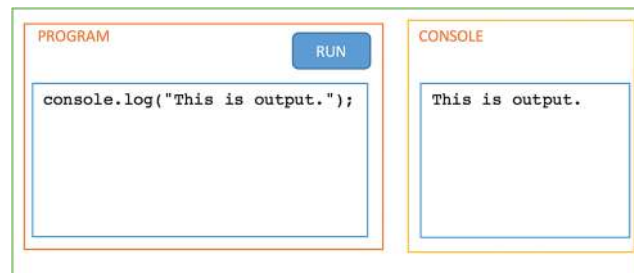 PROGRAM
RUN
console.log("This is output.");
CONSOLE
This is output.